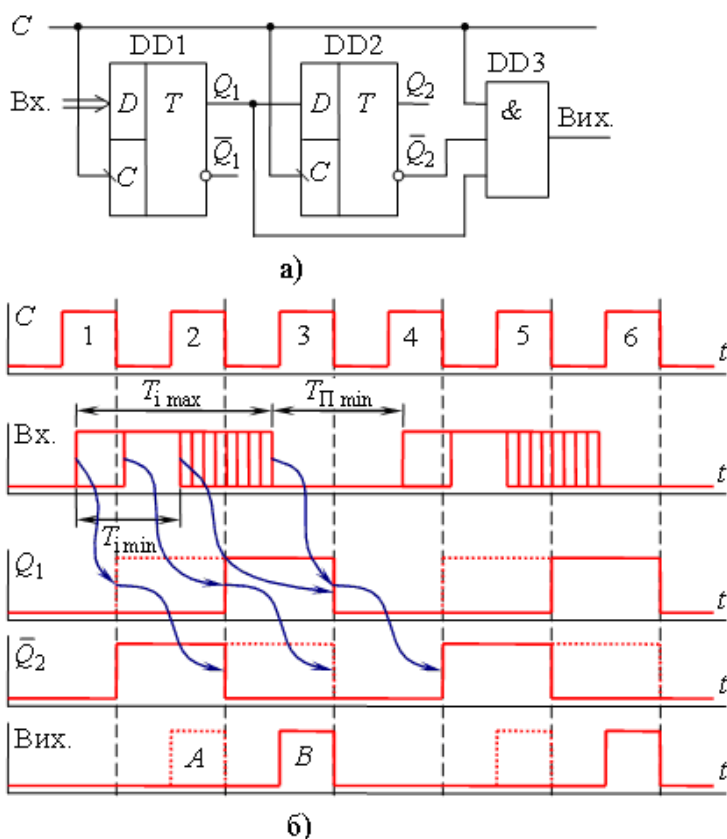 C
DD1
DD2
DD3
Вх.
D
T
Q₁
D
T
Q₂
&
Вих.
C
Q̅₁
C
Q̅₂
а)
C
1
2
3
4
5
6
t
Вх.
Tᵢ ₘₐₓ
T_П min
t
Tᵢ ₘᵢₙ
Q₁
t
Q̅₂
t
Вих.
A
B
t
б)